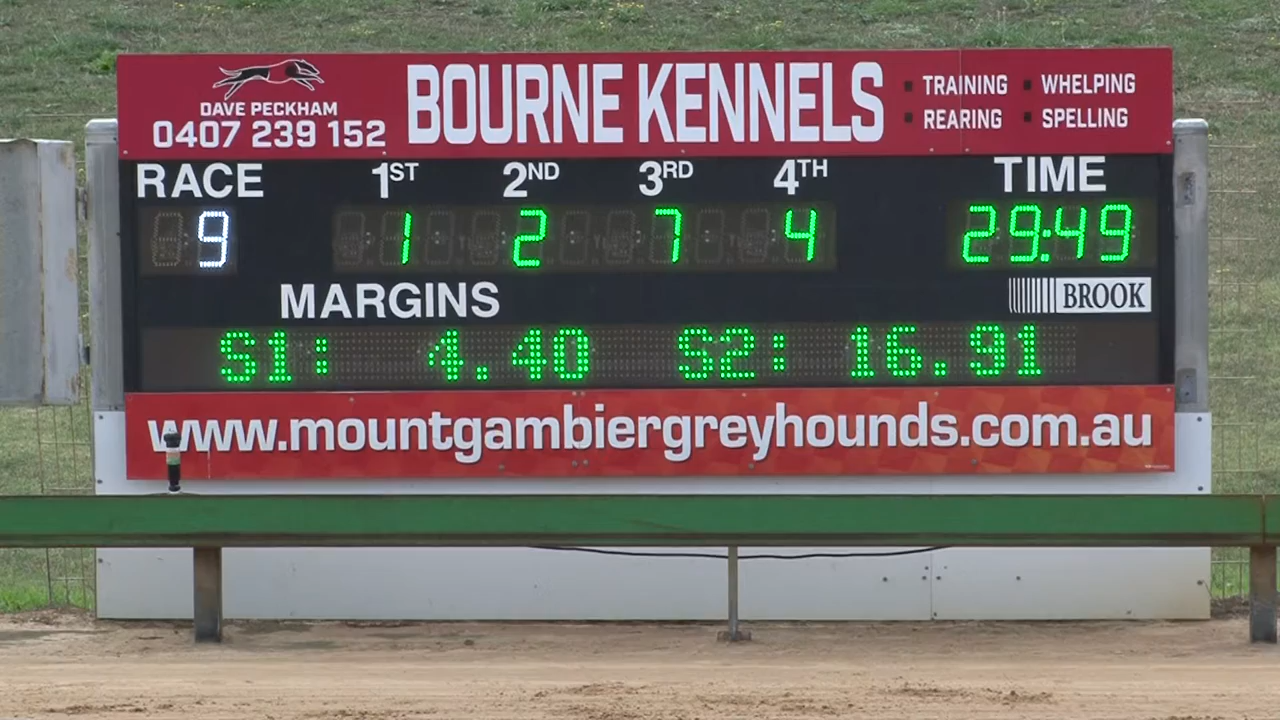 DAVE PECKHAM
0407 239 152
BOURNE KENNELS
TRAINING
WHELPING
REARING
SPELLING
RACE 1ST 2ND 3RD 4TH TIME
9 1 2 7 4 29:49
MARGINS
BROOK
S1: 4.40 S2: 16.91
www.mountgambiergreyhounds.com.au